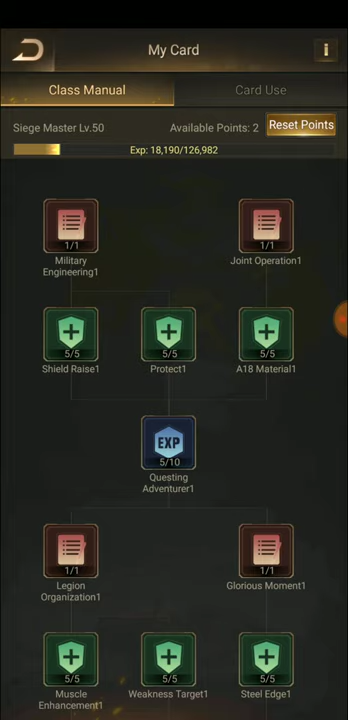 My Card
i
Class Manual
Card Use
Siege Master Lv.50
Available Points: 2
Reset Points
Exp: 18,190/126,982
1/1
1/1
Military
Engineering1
Joint Operation1
5/5
5/5
5/5
Shield Raise1
Protect1
A18 Material1
EXP
5/10
Questing
Adventurer1
1/1
1/1
Legion
Organization1
Glorious Moment1
5/5
5/5
5/5
Muscle
Enhancement1
Weakness Target1
Steel Edge1